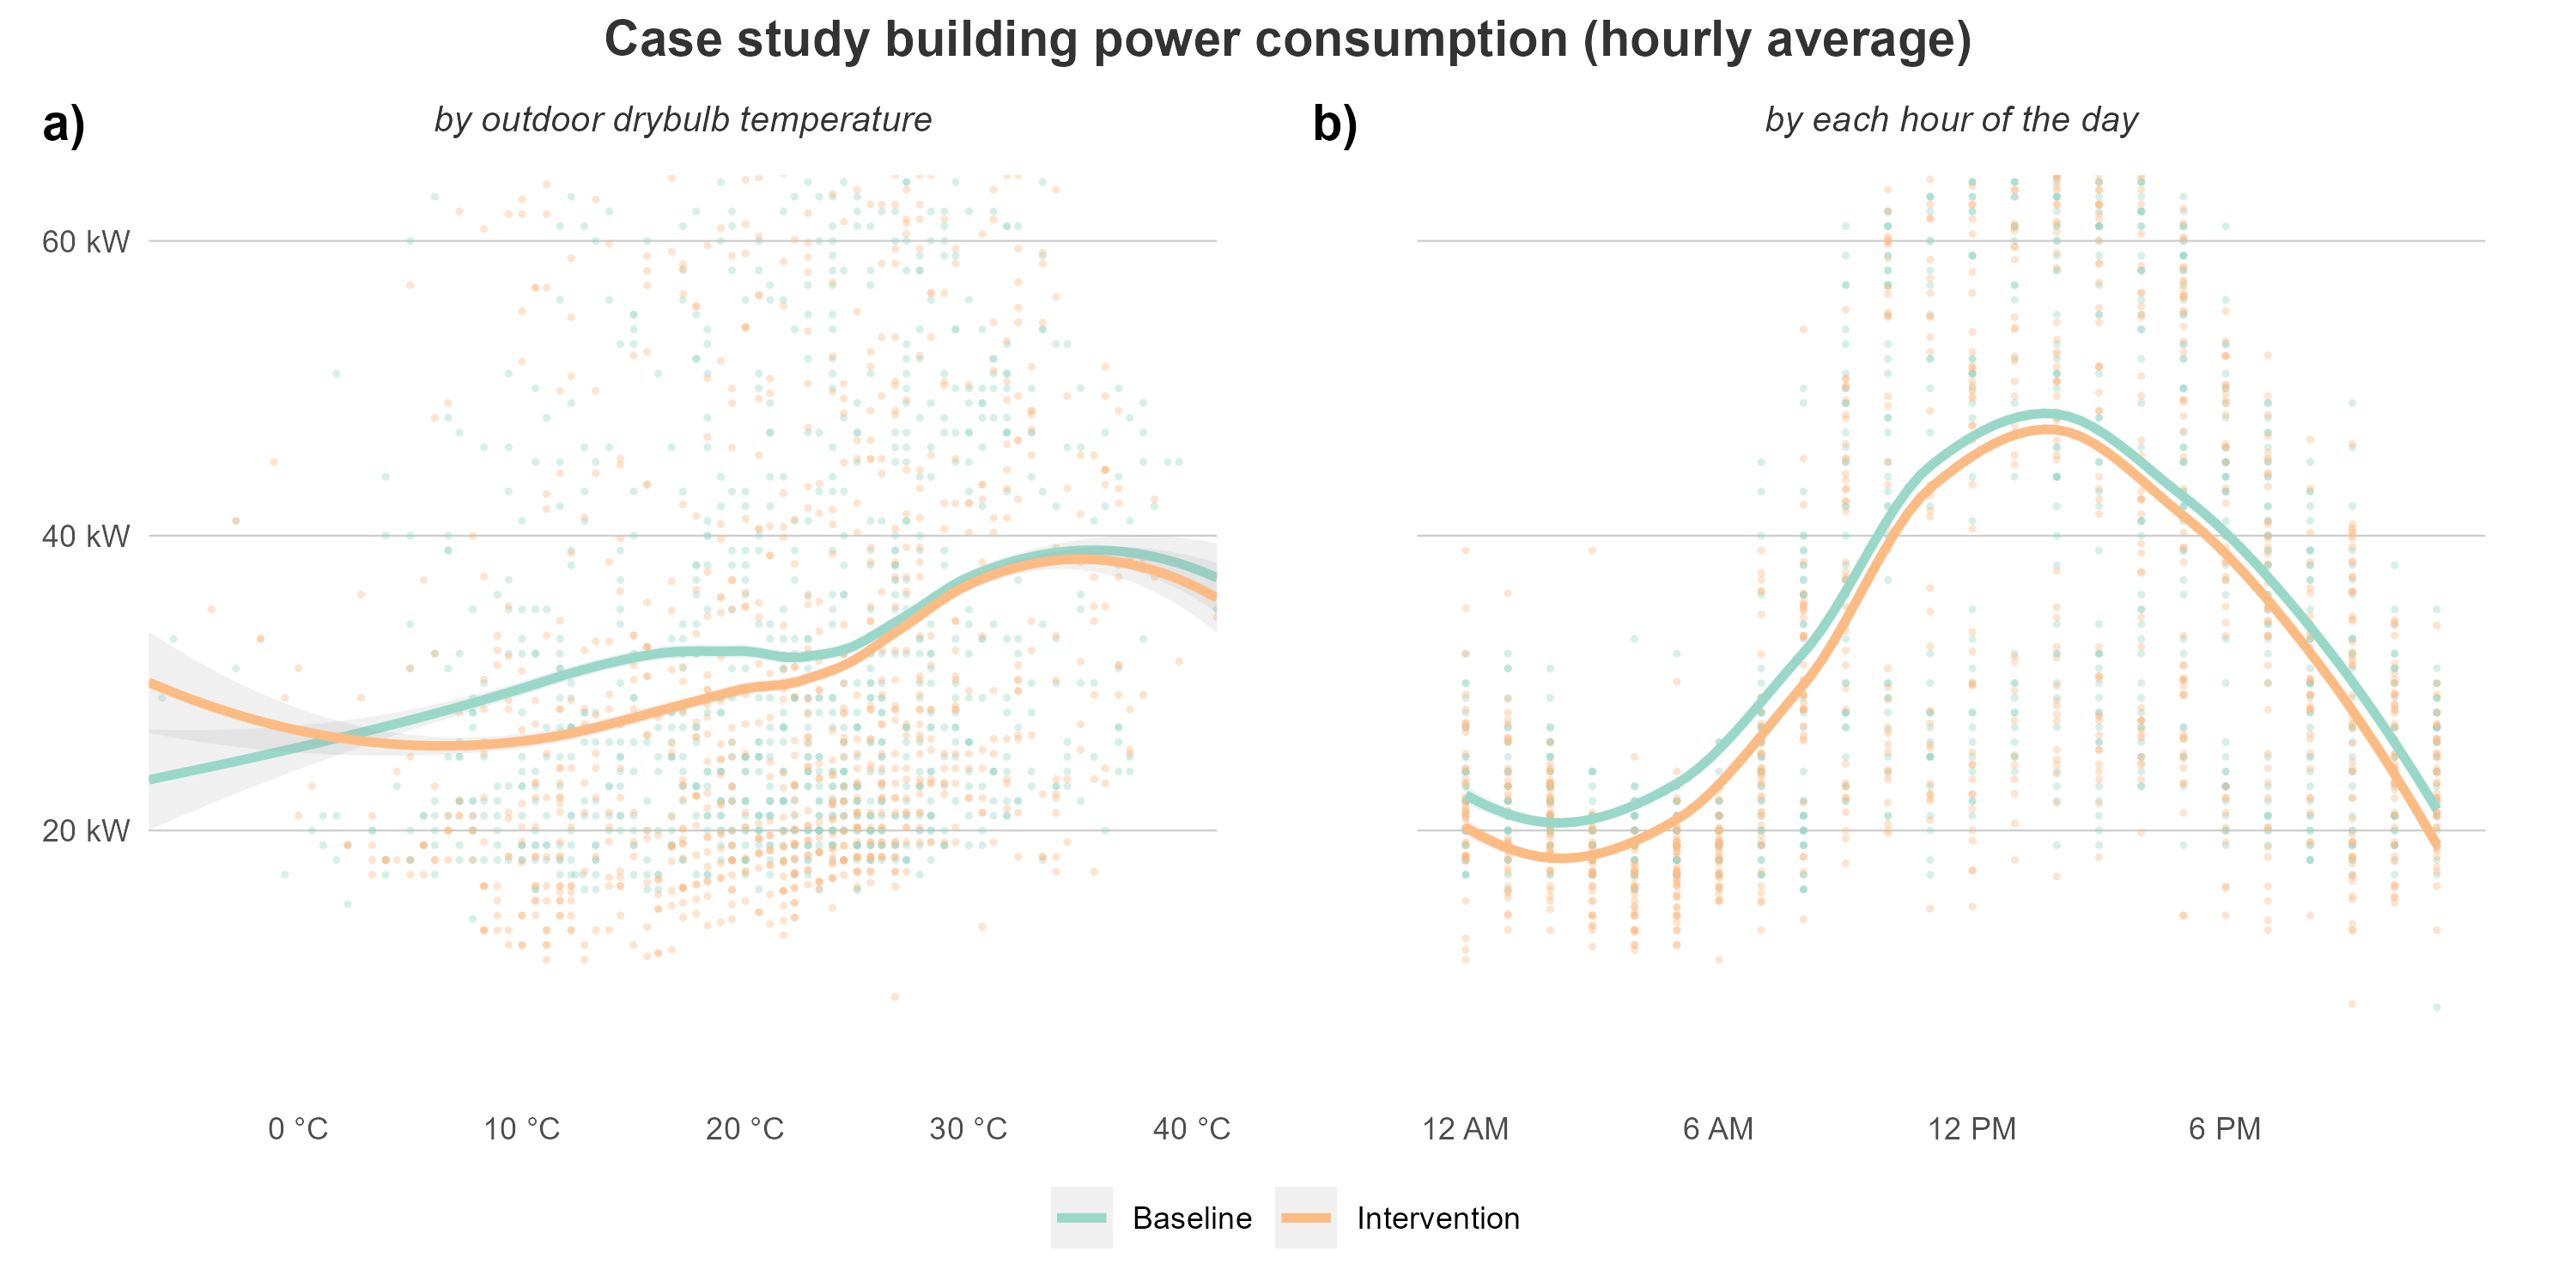 Case study building power consumption (hourly average)
a)
by outdoor drybulb temperature
b)
by each hour of the day
60 kW
40 kW
20 kW
0 °C 10 °C 20 °C 30 °C 40 °C
12 AM 6 AM 12 PM 6 PM
Baseline Intervention